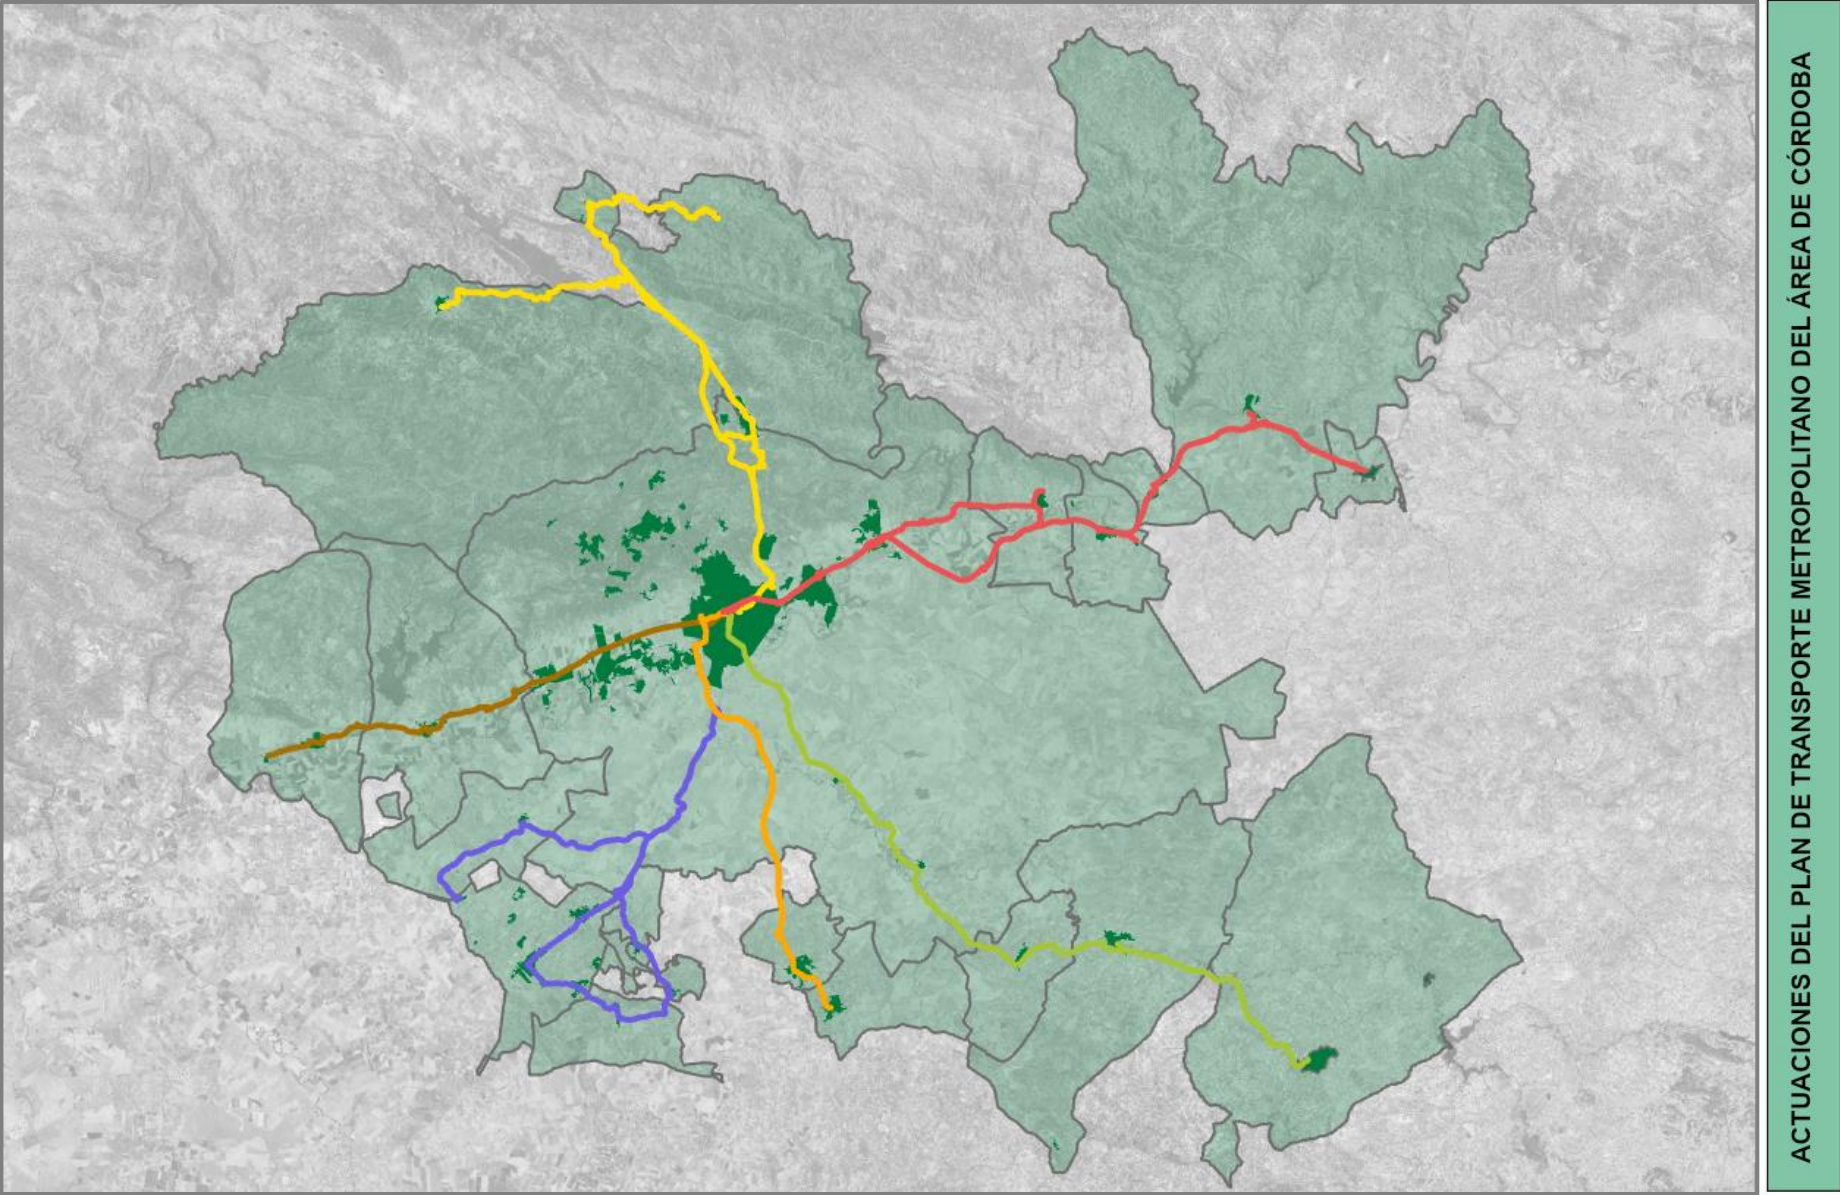 ACTUACIONES DEL PLAN DE TRANSPORTE METROPOLITANO DEL ÁREA DE CÓRDOBA